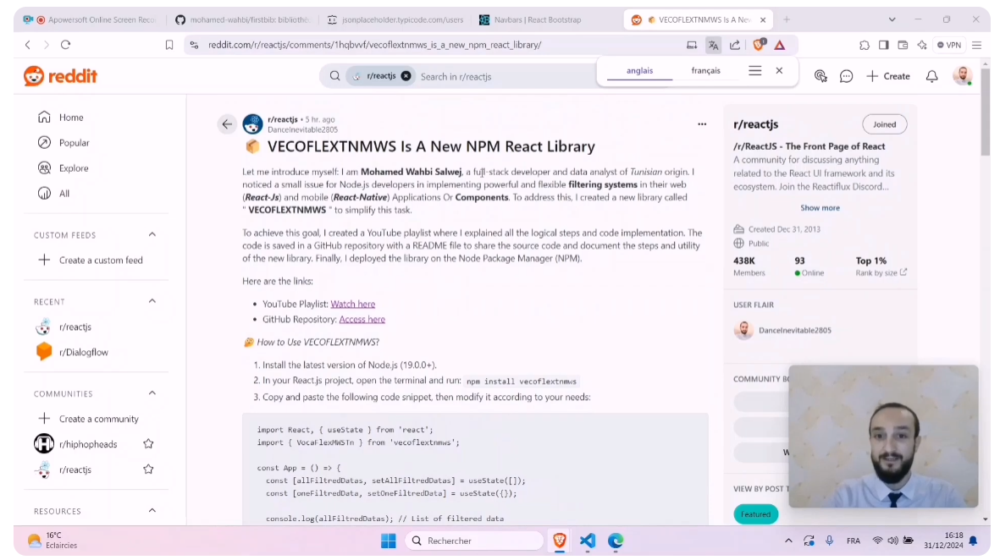 Apowersoft Online Screen Reco
mohamed-wahbi/firstbib: bibliothè
jsonplaceholder.typicode.com/users
Navbars | React Bootstrap
VECOFLEXTNMWS Is A New
reddit.com/r/reactjs/comments/1hqbvvf/vecoflextnmws_is_a_new_npm_react_library/
VPN
reddit
r/reactjs
Search in r/reactjs
anglais
français
Create
Home
Popular
Explore
All
CUSTOM FEEDS
Create a custom feed
RECENT
r/reactjs
r/Dialogflow
COMMUNITIES
Create a community
r/hiphopheads
r/reactjs
RESOURCES
r/reactjs • 5 hr. ago
DanceInevitable2805
VECOFLEXTNMWS Is A New NPM React Library
Let me introduce myself: I am Mohamed Wahbi Salwej, a full-stack developer and data analyst of Tunisian origin. I
noticed a small issue for Node.js developers in implementing powerful and flexible filtering systems in their web
(React-Js) and mobile (React-Native) Applications Or Components. To address this, I created a new library called
" VECOFLEXTNMWS " to simplify this task.
To achieve this goal, I created a YouTube playlist where I explained all the logical steps and code implementation. The
code is saved in a GitHub repository with a README file to share the source code and document the steps and utility
of the new library. Finally, I deployed the library on the Node Package Manager (NPM).
Here are the links:
• YouTube Playlist: Watch here
• GitHub Repository: Access here
How to Use VECOFLEXTNMWS?
1. Install the latest version of Node.js (19.0.0+).
2. In your React.js project, open the terminal and run: npm install vecoflextnmws
3. Copy and paste the following code snippet, then modify it according to your needs:
import React, { useState } from 'react';
import { VocaFlexMWSTn } from 'vecoflextnmws';
const App = () => {
const [allFiltredDatas, setAllFiltredDatas] = useState([]);
const [oneFiltredData, setOneFiltredData] = useState({});
console.log(allFiltredDatas); // List of filtered data
r/reactjs
Joined
/r/ReactJS - The Front Page of React
A community for discussing anything
related to the React UI framework and its
ecosystem. Join the Reactiflux Discord...
Show more
Created Dec 31, 2013
Public
438K
Members
93
Online
Top 1%
Rank by size
USER FLAIR
DanceInevitable2805
COMMUNITY BO
W
VIEW BY POST T
Featured
16°C
Eclaircies
Rechercher
FRA
16:18
31/12/2024